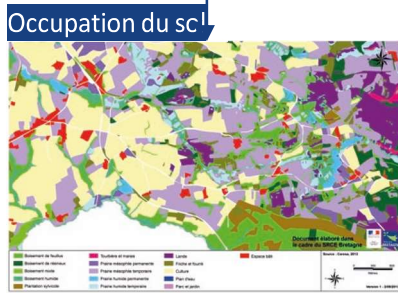 Occupation du sol
Document élaboré dans
le cadre du SRCE Bretagne
Boisement de feuillus
Boisement de résineux
Boisement mixte
Boisement humide
Plantation sylvicole
Tourbière et marais
Prairie mésophile permanente
Prairie mésophile temporaire
Prairie humide permanente
Prairie humide temporaire
Lande
Friche et fourré
Culture
Plan d'eau
Parc et jardin
Espace bâti